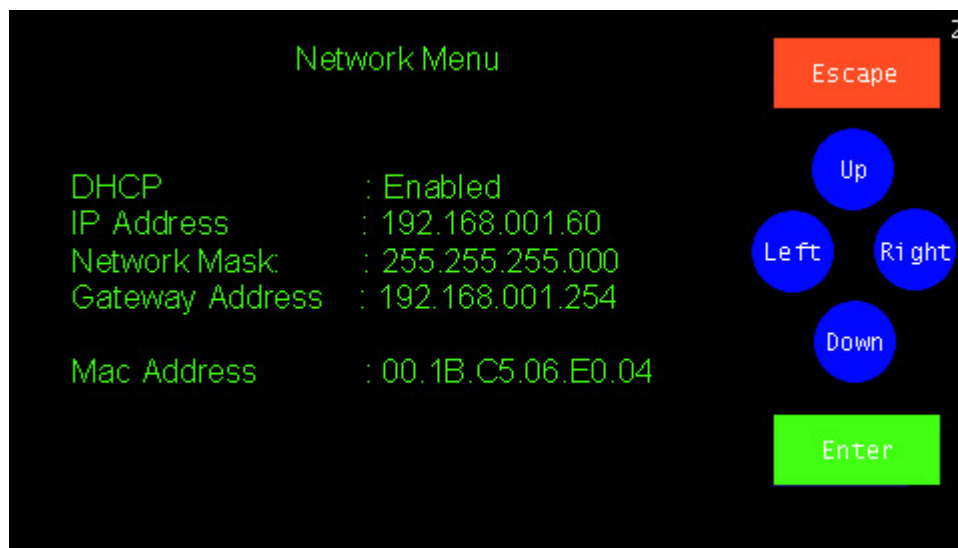 Network Menu
DHCP : Enabled
IP Address : 192.168.001.60
Network Mask: : 255.255.255.000
Gateway Address : 192.168.001.254
Mac Address : 00.1B.C5.06.E0.04
Escape
Up
Left Right
Down
Enter